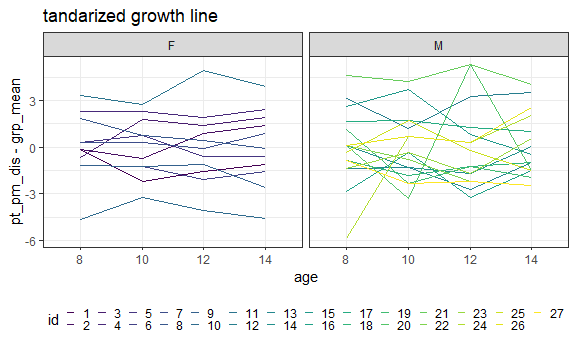 tandarized growth line
F M
pt_pm_dis - grp_mean
3
0
-3
-6
8 10 12 14 8 10 12 14
age
id
1 3 5 7 9 11 13 15 17 19 21 23 25 27
2 4 6 8 10 12 14 16 18 20 22 24 26